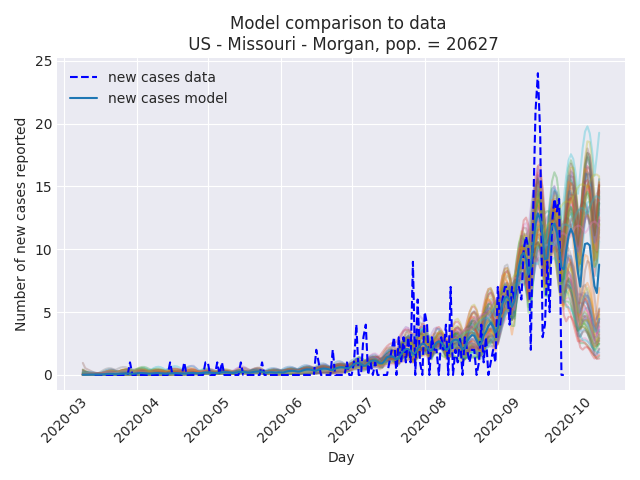 Model comparison to data
US - Missouri - Morgan, pop. = 20627
new cases data
new cases model
Number of new cases reported
25
20
15
10
5
0
2020-03
2020-04
2020-05
2020-06
2020-07
2020-08
2020-09
2020-10
Day